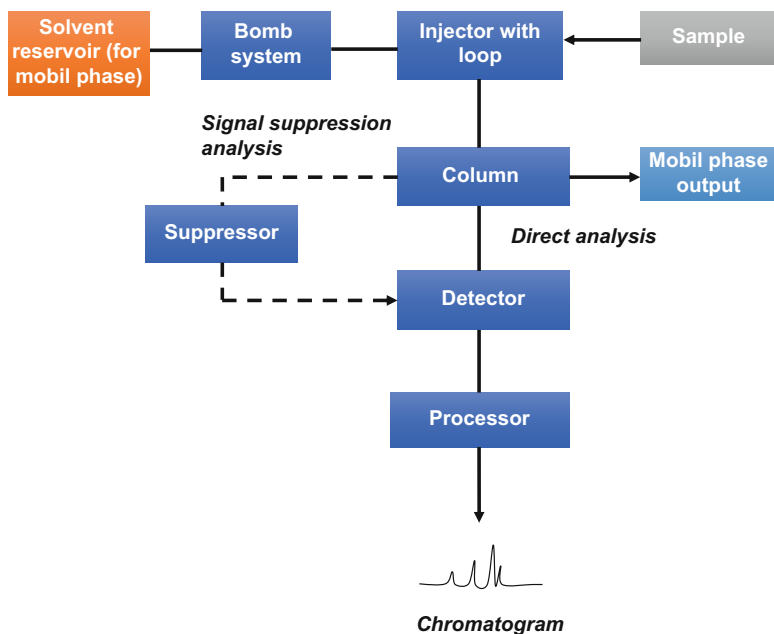 Solvent
reservoir (for
mobil phase)
Bomb
system
Injector with
loop
Sample
Signal suppression
analysis
Column
Mobil phase
output
Suppressor
Direct analysis
Detector
Processor
Chromatogram